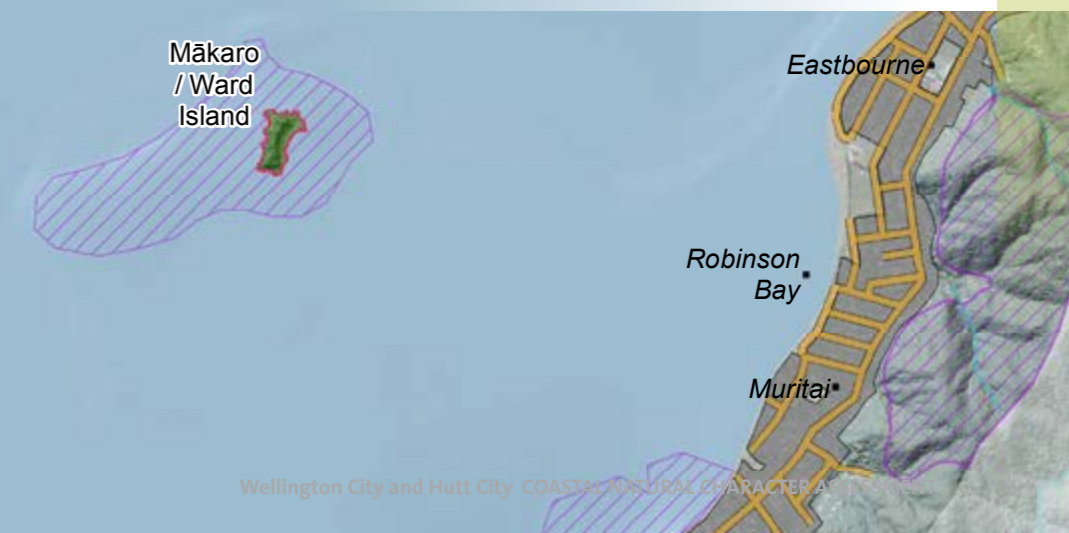 Mākaro
/ Ward
Island
Eastbourne
Robinson
Bay
Muritai
Wellington City and Hutt City COASTAL NATURAL CHARACTER